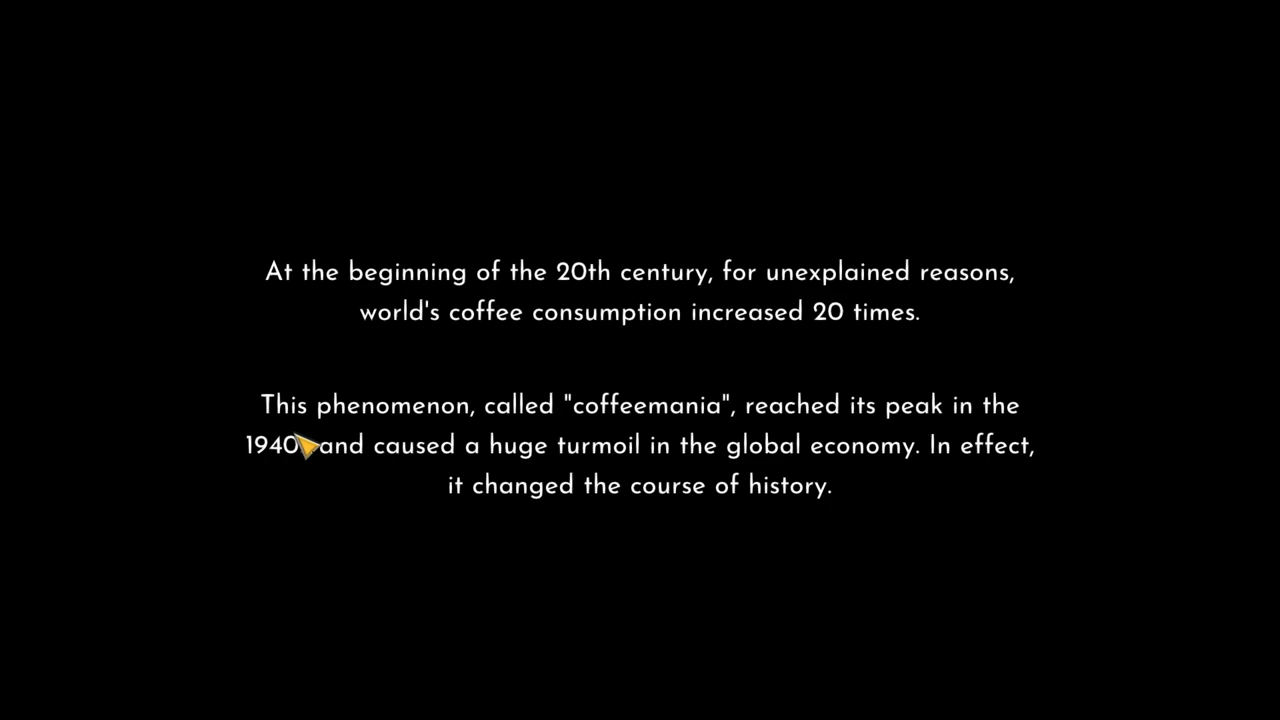 At the beginning of the 20th century, for unexplained reasons,
world's coffee consumption increased 20 times.
This phenomenon, called "coffeemania", reached its peak in the
1940 and caused a huge turmoil in the global economy. In effect,
it changed the course of history.